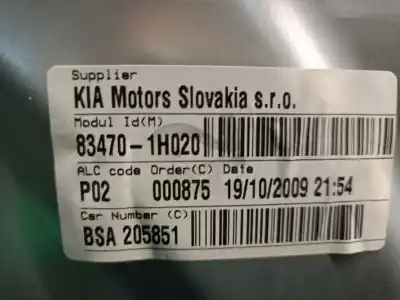 Supplier
KIA Motors Slovakia s.r.o.
Modul Id(M)
83470-1H020
ALC code Order(C) Date
P02 000875 19/10/2009 21:54
Car Number (C)
BSA 205851